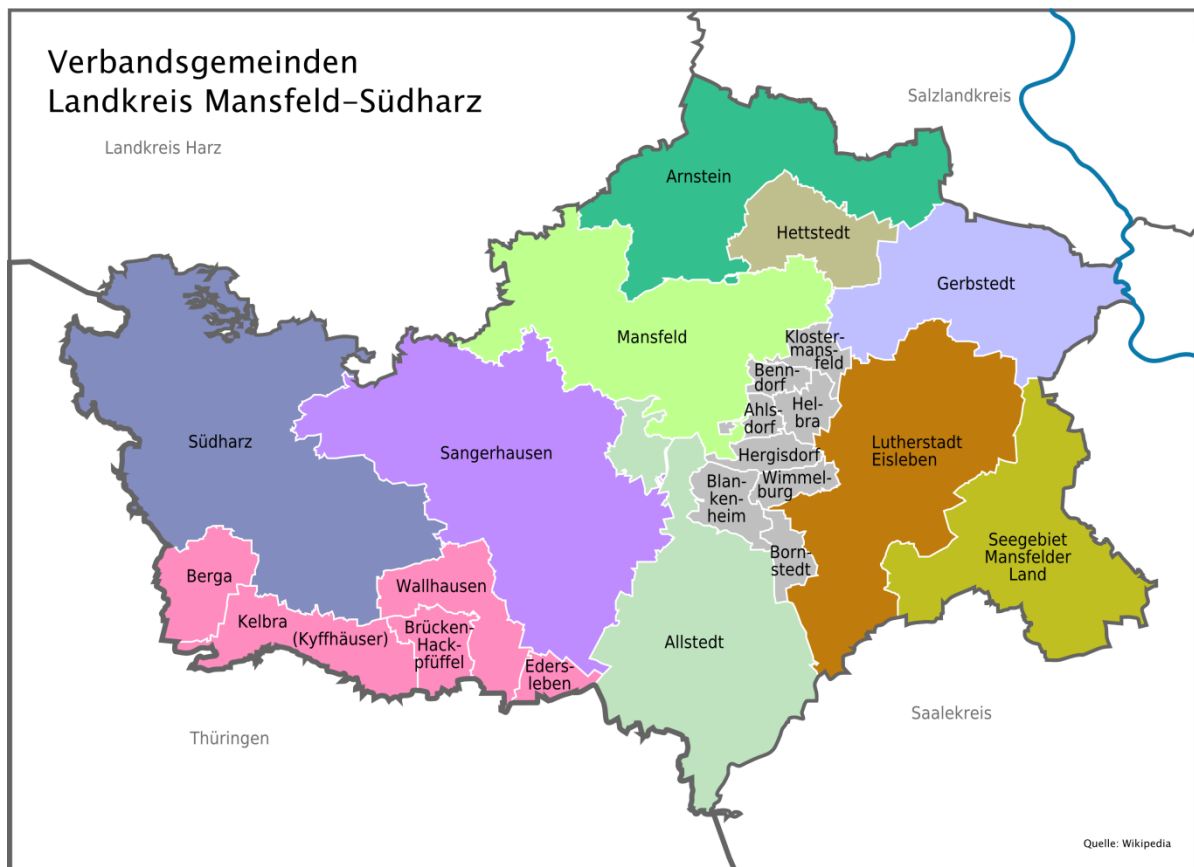 Verbandsgemeinden
Landkreis Mansfeld–Südharz
Salzlandkreis
Landkreis Harz
Arnstein
Hettstedt
Gerbstedt
Mansfeld
Kloster-
mans-
feld
Benn-
dorf
Ahls-
dorf
Hel-
bra
Südharz
Sangerhausen
Lutherstadt
Eisleben
Hergisdorf
Wimmel-
burg
Blan-
ken-
heim
Born-
stedt
Seegebiet
Mansfelder
Land
Berga
Wallhausen
Kelbra
(Kyffhäuser)
Brücken-
Hack-
pfüffel
Allstedt
Eders-
leben
Thüringen
Saalekreis
Quelle: Wikipedia